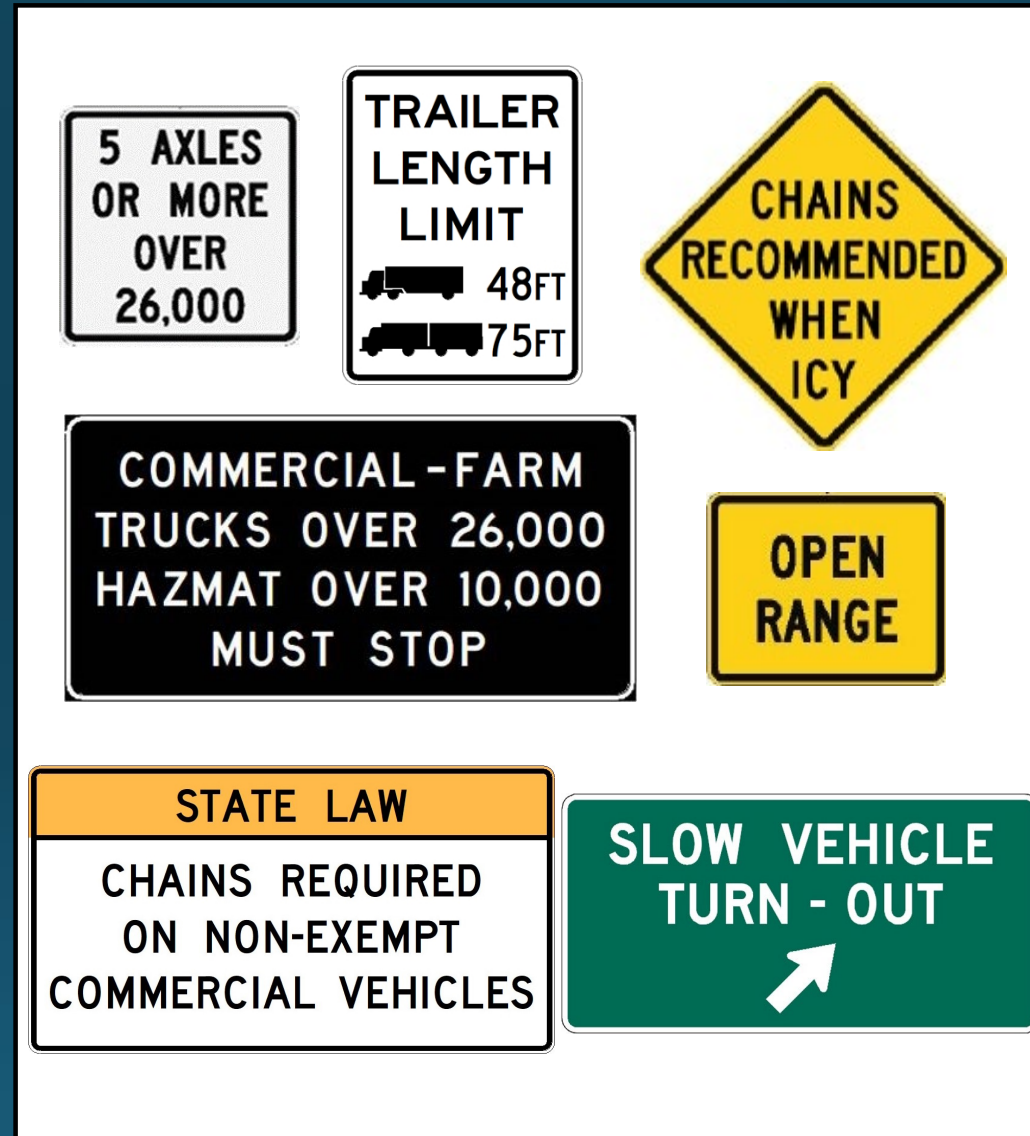 5 AXLES
OR MORE
OVER
26,000
TRAILER
LENGTH
LIMIT
48FT
75FT
CHAINS
RECOMMENDED
WHEN
ICY
COMMERCIAL-FARM
TRUCKS OVER 26,000
HAZMAT OVER 10,000
MUST STOP
OPEN
RANGE
STATE LAW
CHAINS REQUIRED
ON NON-EXEMPT
COMMERCIAL VEHICLES
SLOW VEHICLE
TURN - OUT